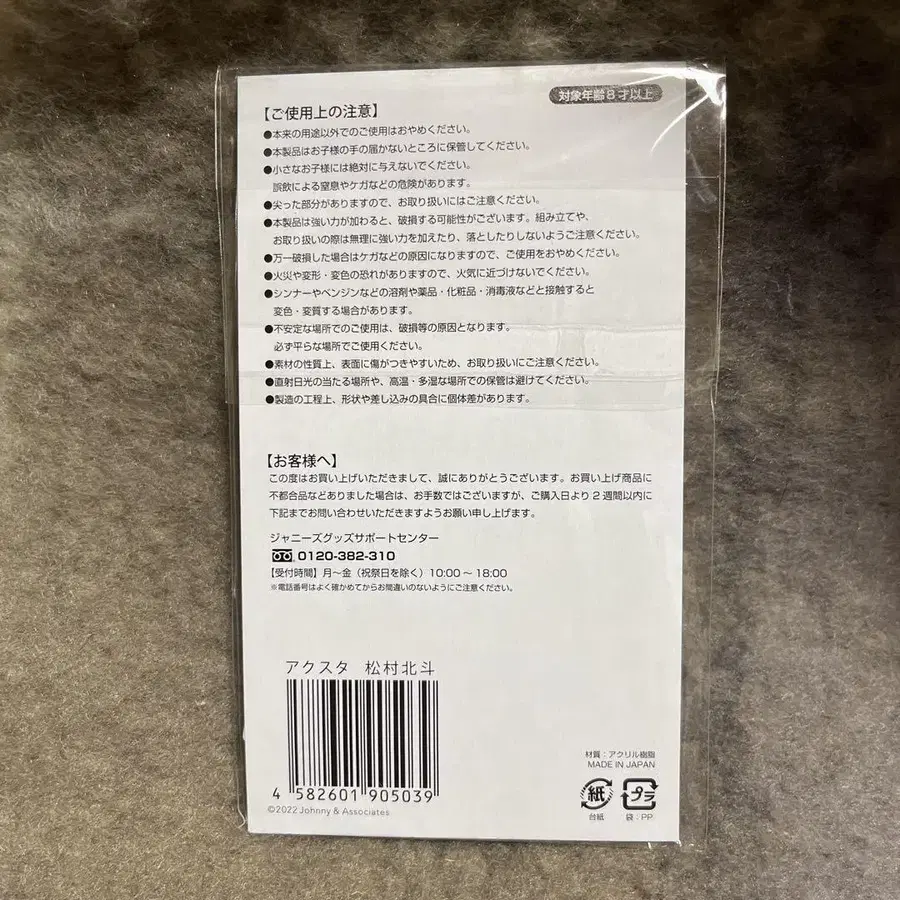 対象年齢8才以上
【ご使用上の注意】
●本来の用途以外でのご使用はおやめください。
●本製品はお子様の手の届かないところに保管してください。
●小さなお子様には絶対に与えないでください。
誤飲による窒息やケガなどの危険があります。
●尖った部分がありますので、お取り扱いにはご注意ください。
●本製品は強い力が加わると、破損する可能性がございます。組み立てや、
お取り扱いの際は無理に強い力を加えたり、落としたりしないようご注意ください。
●万一破損した場合はケガなどの原因になりますので、ご使用をおやめください。
●火災や変形・変色の恐れがありますので、火気に近づけないでください。
●シンナーやベンジンなどの溶剤や薬品・化粧品・消毒液などと接触すると
変色・変質する場合があります。
●不安定な場所でのご使用は、破損等の原因となります。
必ず平らな場所でご使用ください。
●素材の性質上、表面に傷がつきやすいため、お取り扱いにご注意ください。
●直射日光の当たる場所や、高温・多湿な場所での保管は避けてください。
●製造の工程上、形状や差し込みの具合に個体差があります。
【お客様へ】
この度はお買い上げいただきまして、誠にありがとうございます。お買い上げ商品に
不都合品などありました場合は、お手数ではございますが、ご購入日より2週間以内に
下記までお問い合わせいただきますようお願い申し上げます。
ジャニーズグッズサポートセンター
0120-382-310
【受付時間】月〜金（祝祭日を除く）10:00〜18:00
※電話番号はよく確かめてからお間違いのないようにご注意ください。
アクスタ 松村北斗
4 582601 905039
©2022 Johnny & Associates
材質：アクリル樹脂
MADE IN JAPAN
紙 プラ
台紙 袋：PP